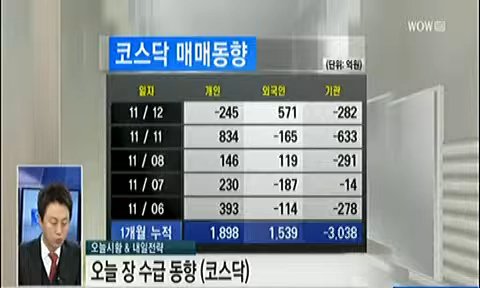 WOW
코스닥 매매동향
(단위: 억원)
일자 개인 외국인 기관
11 / 12 -245 571 -282
11 / 11 834 -165 -633
11 / 08 146 119 -291
11 / 07 230 -187 -14
11 / 06 393 -114 -278
1개월 누적 1,898 1,539 -3,038
오늘시황 & 내일전략
오늘 장 수급 동향 (코스닥)